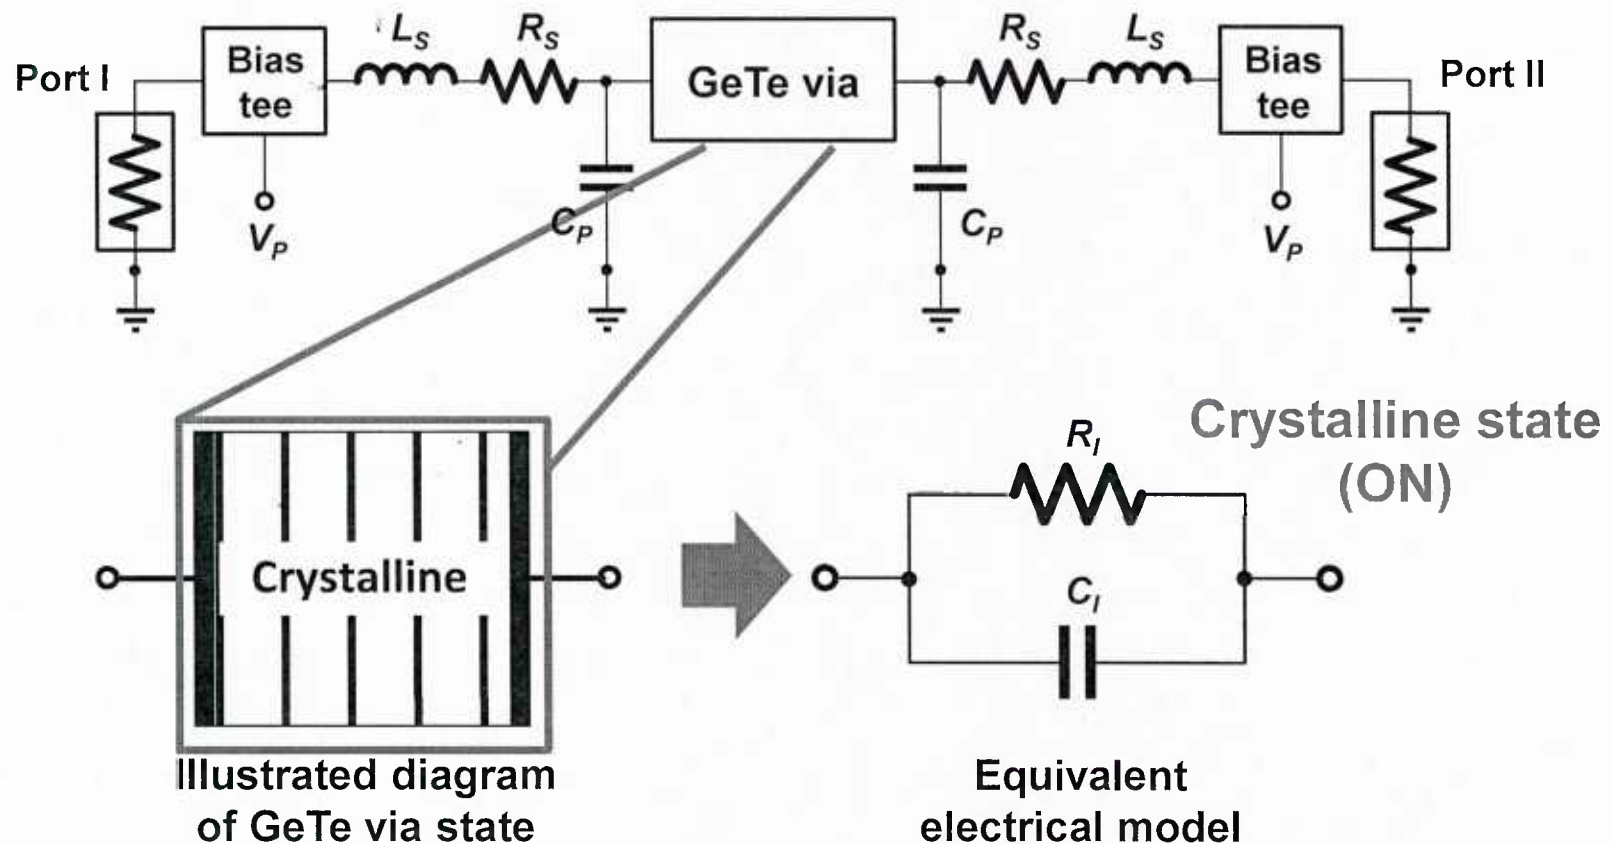 L_S
R_S
R_S
L_S
Port I
Bias
tee
GeTe via
Bias
tee
Port II
V_P
C_P
C_P
V_P
Crystalline state
(ON)
R_I
Crystalline
C_I
Illustrated diagram
of GeTe via state
Equivalent
electrical model